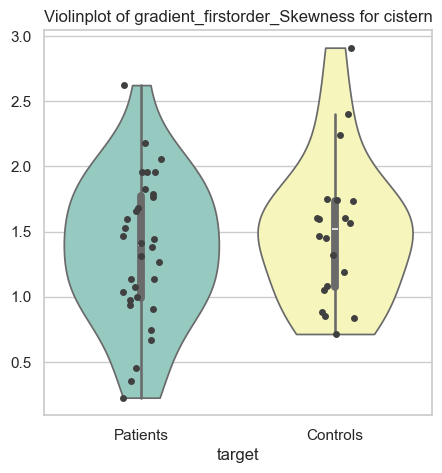 Violinplot of gradient_firstorder_Skewness for cistern
3.0
2.5
2.0
1.5
1.0
0.5
Patients
Controls
target